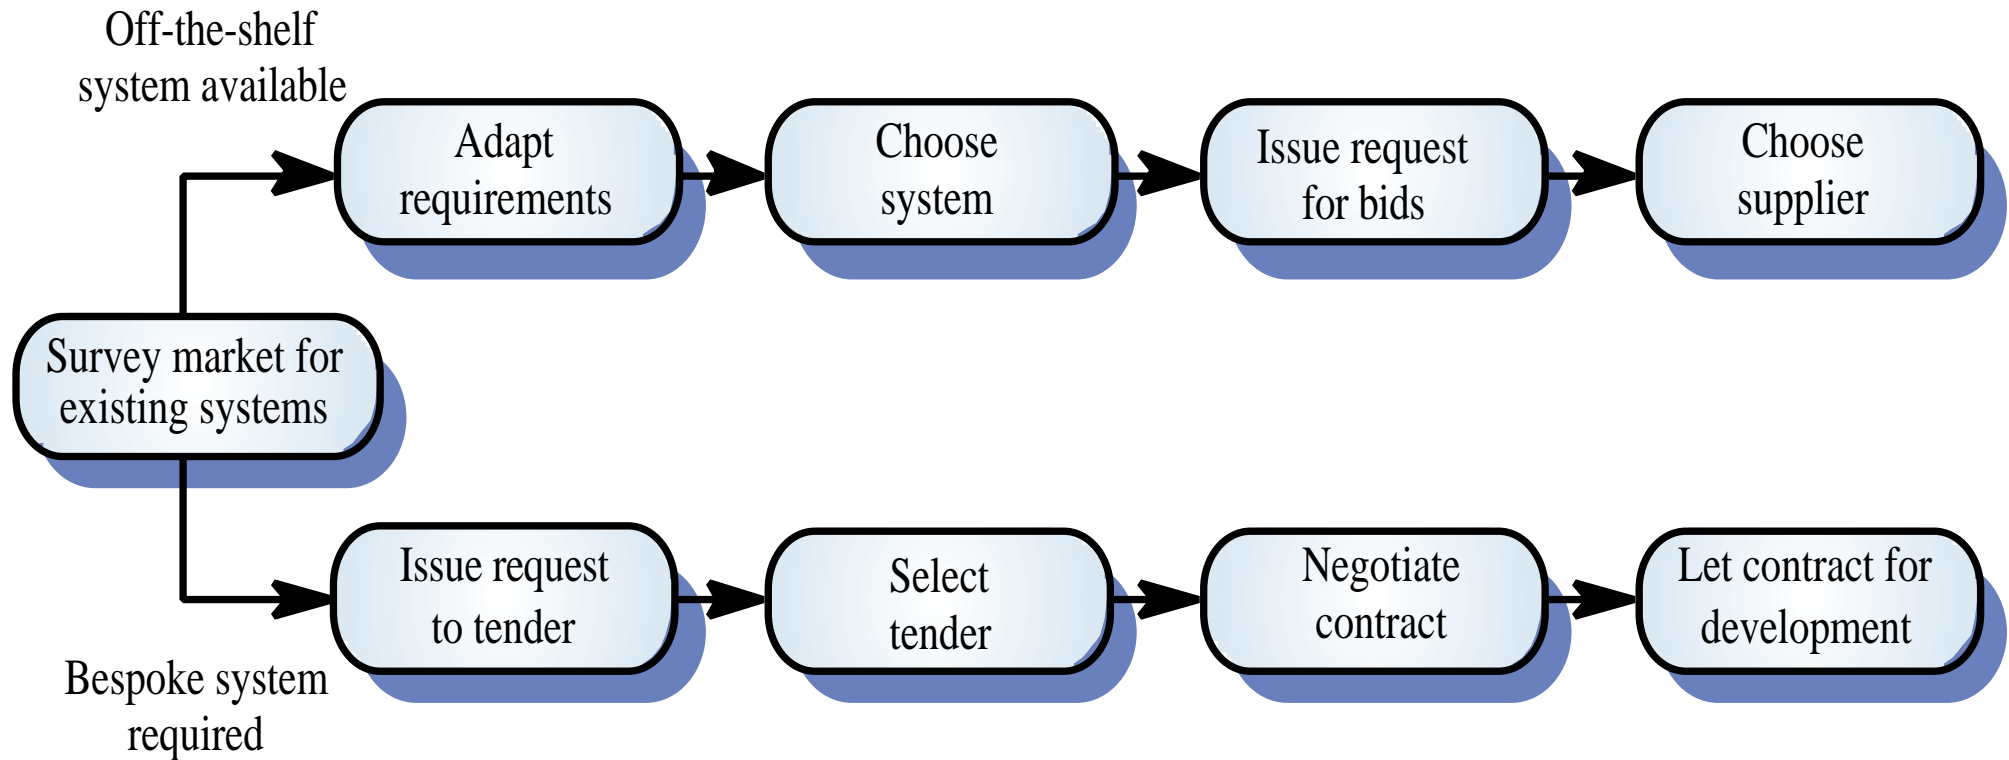 Off-the-shelf
system available
Adapt
requirements
Choose
system
Issue request
for bids
Choose
supplier
Survey market for
existing systems
Issue request
to tender
Select
tender
Negotiate
contract
Let contract for
development
Bespoke system
required